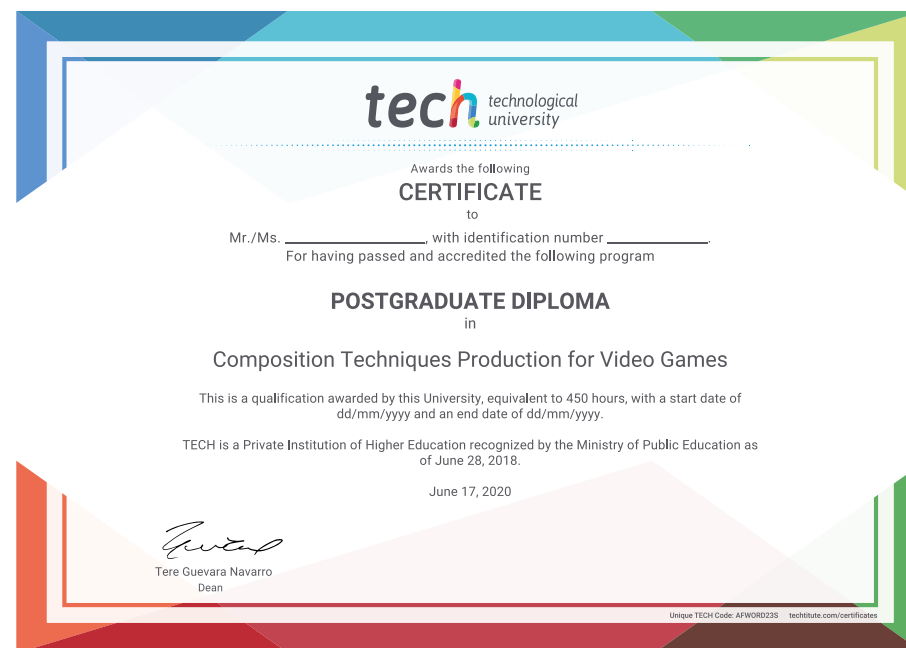 tech technological
university
Awards the following
CERTIFICATE
to
Mr./Ms. ____________________, with identification number ______________.
For having passed and accredited the following program
POSTGRADUATE DIPLOMA
in
Composition Techniques Production for Video Games
This is a qualification awarded by this University, equivalent to 450 hours, with a start date of
dd/mm/yyyy and an end date of dd/mm/yyyy.
TECH is a Private Institution of Higher Education recognized by the Ministry of Public Education as
of June 28, 2018.
June 17, 2020
Tere Guevara Navarro
Dean
Unique TECH Code: AFWORD23S techtitute.com/certificates